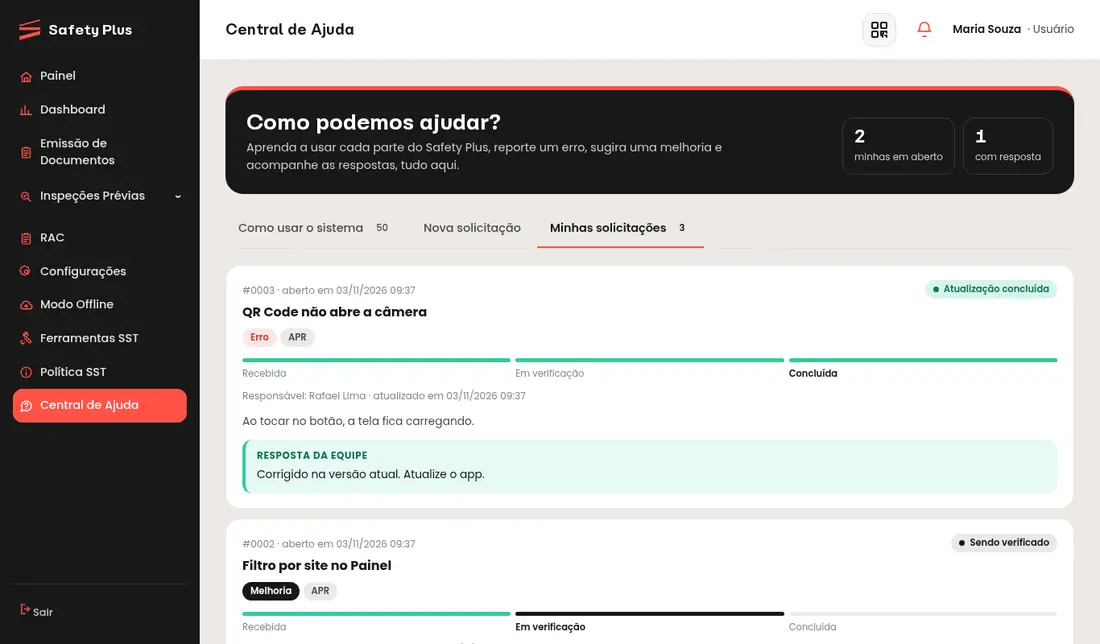 Safety Plus
Painel
Dashboard
Emissão de
Documentos
Inspeções Prévias
RAC
Configurações
Modo Offline
Ferramentas SST
Política SST
Central de Ajuda
Sair
Central de Ajuda
Maria Souza · Usuário
Como podemos ajudar?
Aprenda a usar cada parte do Safety Plus, reporte um erro, sugira uma melhoria e
acompanhe as respostas, tudo aqui.
2
minhas em aberto
1
com resposta
Como usar o sistema 50
Nova solicitação
Minhas solicitações 3
#0003 · aberto em 03/11/2026 09:37
Atualização concluída
QR Code não abre a câmera
Erro APR
Recebida Em verificação Concluída
Responsável: Rafael Lima · atualizado em 03/11/2026 09:37
Ao tocar no botão, a tela fica carregando.
RESPOSTA DA EQUIPE
Corrigido na versão atual. Atualize o app.
#0002 · aberto em 03/11/2026 09:37
Sendo verificado
Filtro por site no Painel
Melhoria APR
Recebida Em verificação Concluída